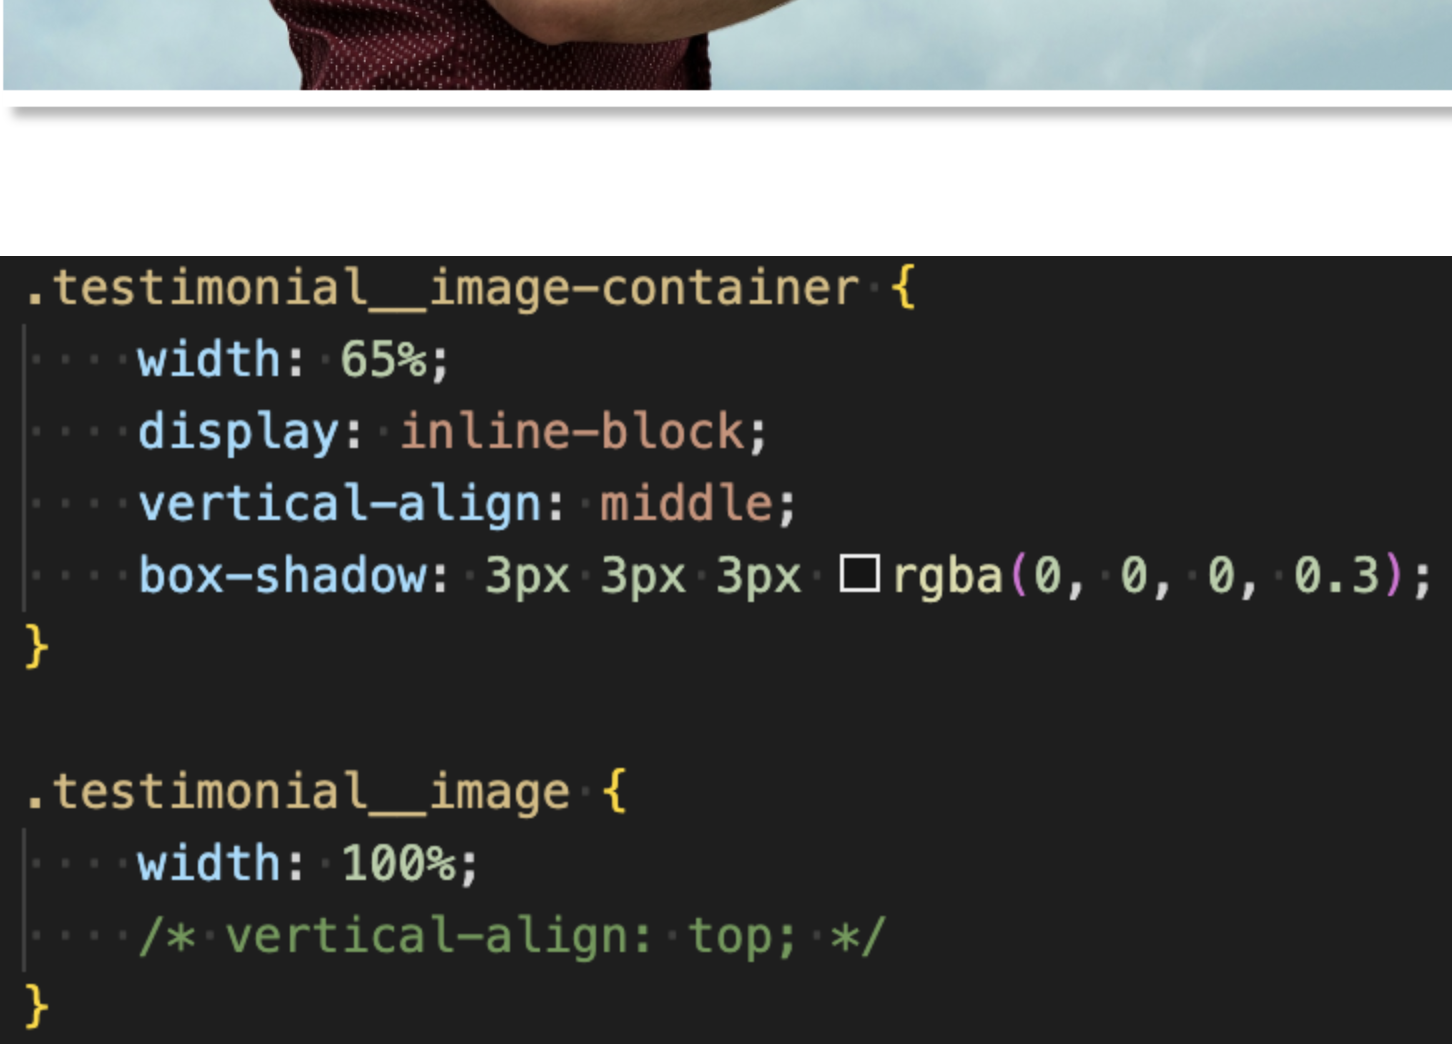 .testimonial__image-container {
width: 65%;
display: inline-block;
vertical-align: middle;
box-shadow: 3px 3px 3px rgba(0, 0, 0, 0.3);
}
.testimonial__image {
width: 100%;
/* vertical-align: top; */
}